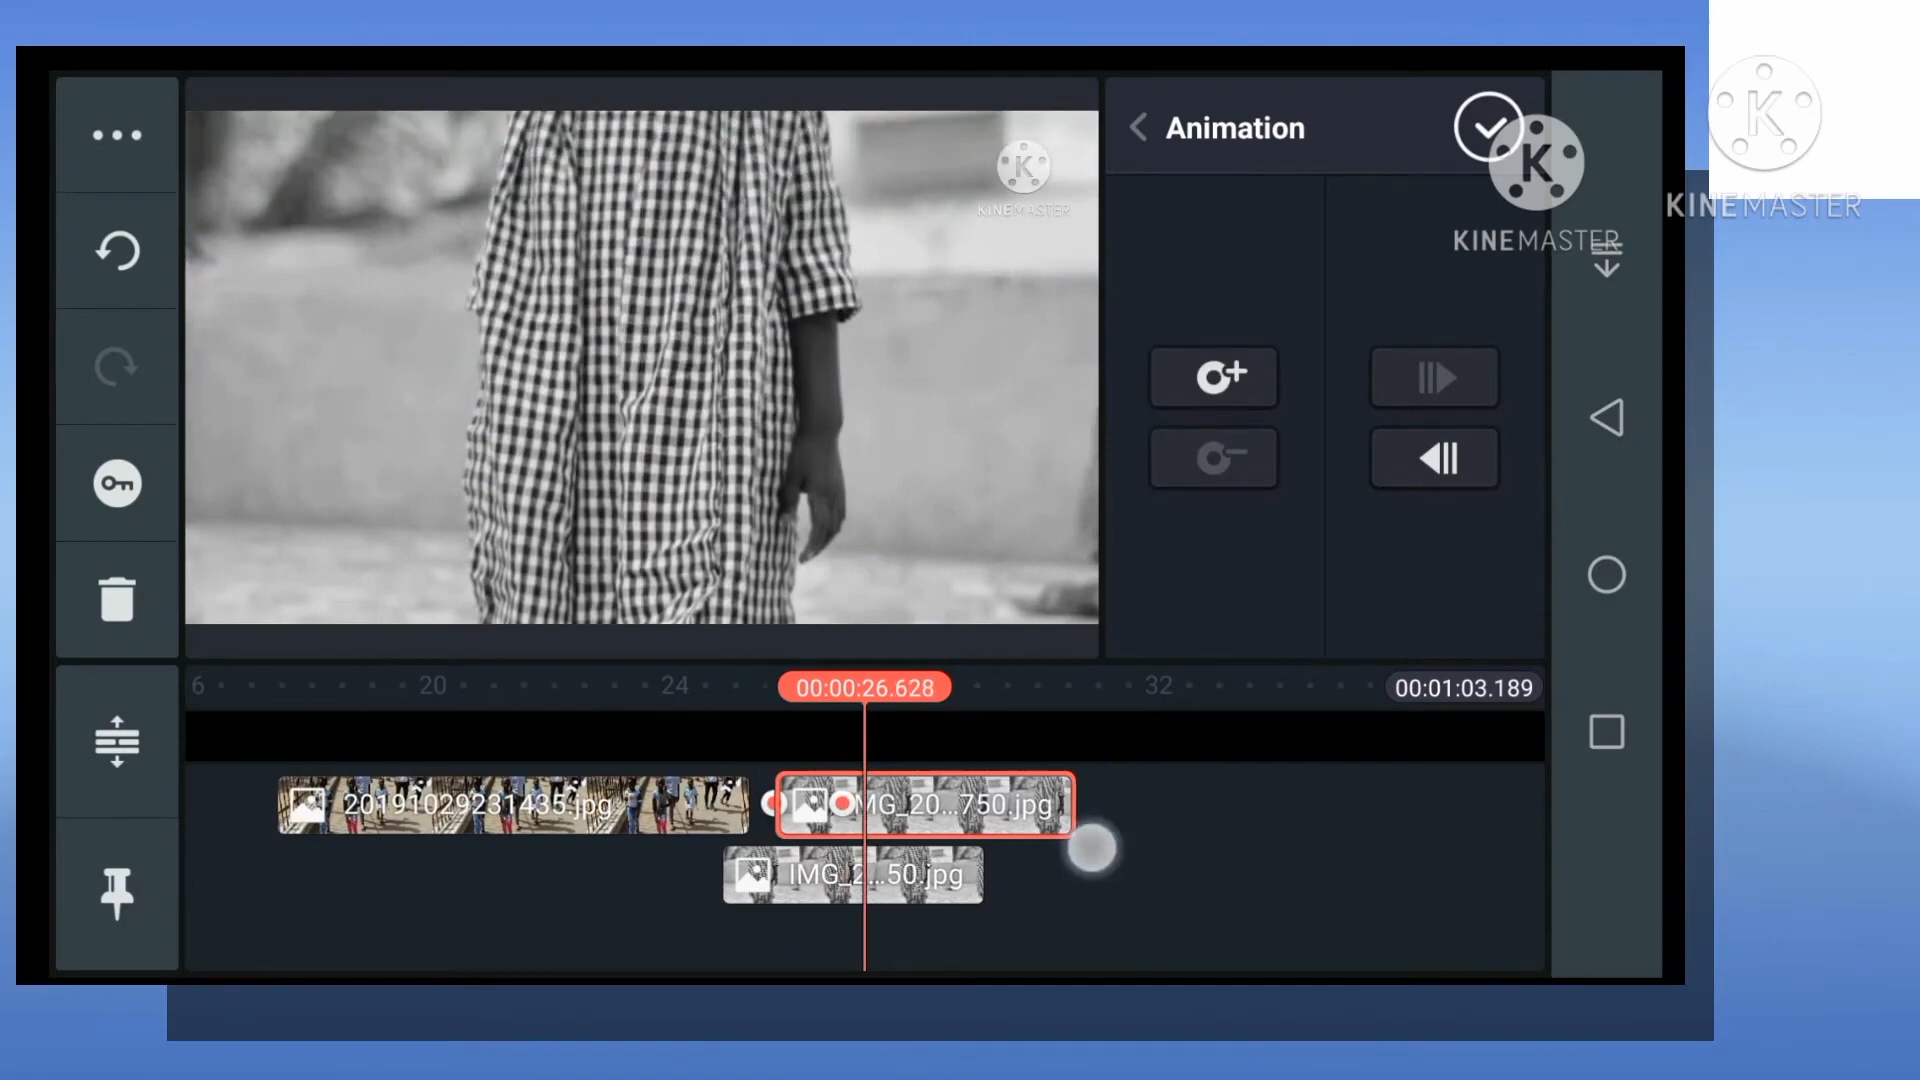 Animation
K
KINEMASTER
K
KINEMASTER
K
KINEMASTER
6
20
24
00:00:26.628
32
00:01:03.189
20191029231435.jpg
MG_20...750.jpg
IMG_2...50.jpg